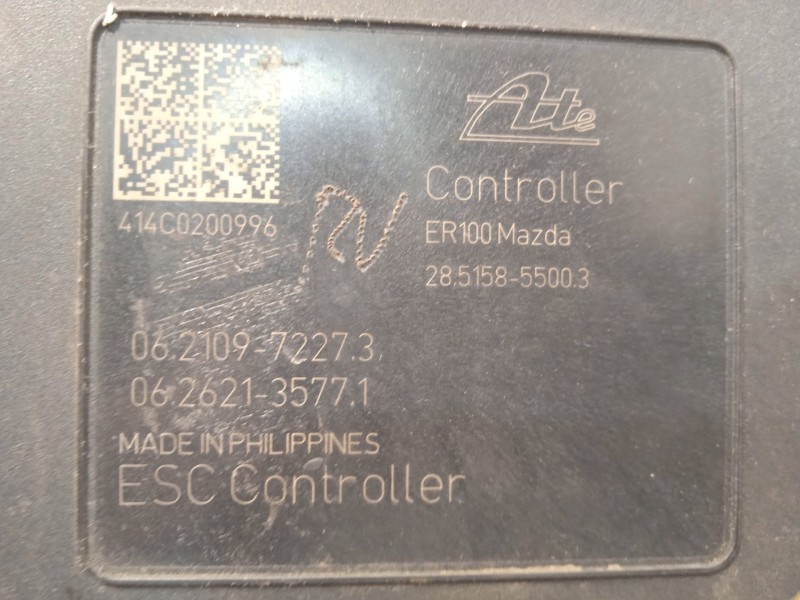 414C0200996
Ate
Controller
ER100 Mazda
28.5158-5500.3
06.2109-7227.3
06.2621-3577.1
MADE IN PHILIPPINES
ESC Controller